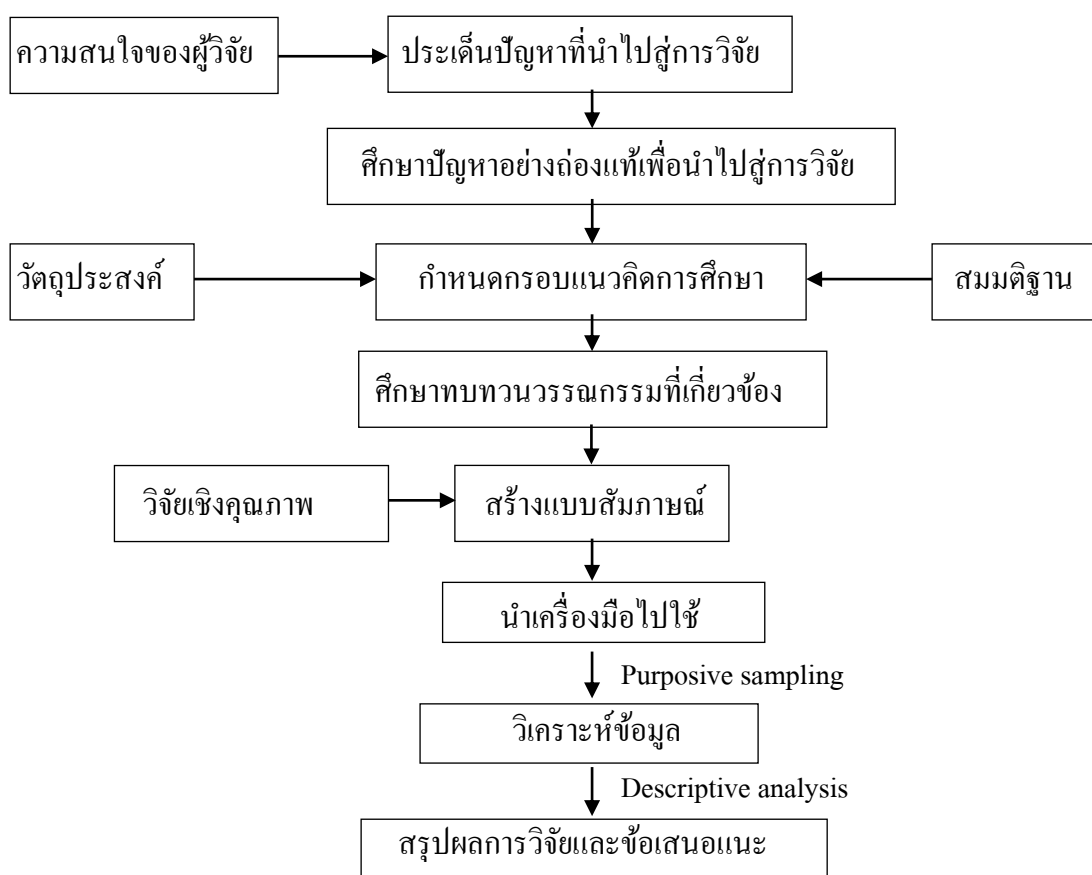 ความสนใจของผู้วิจัย
ประเด็นปัญหาที่นำไปสู่การวิจัย
ศึกษาปัญหาอย่างถ่องแท้เพื่อนำไปสู่การวิจัย
วัตถุประสงค์
กำหนดกรอบแนวคิดการศึกษา
สมมติฐาน
ศึกษาทบทวนวรรณกรรมที่เกี่ยวข้อง
วิจัยเชิงคุณภาพ
สร้างแบบสัมภาษณ์
นำเครื่องมือไปใช้
Purposive sampling
วิเคราะห์ข้อมูล
Descriptive analysis
สรุปผลการวิจัยและข้อเสนอแนะ